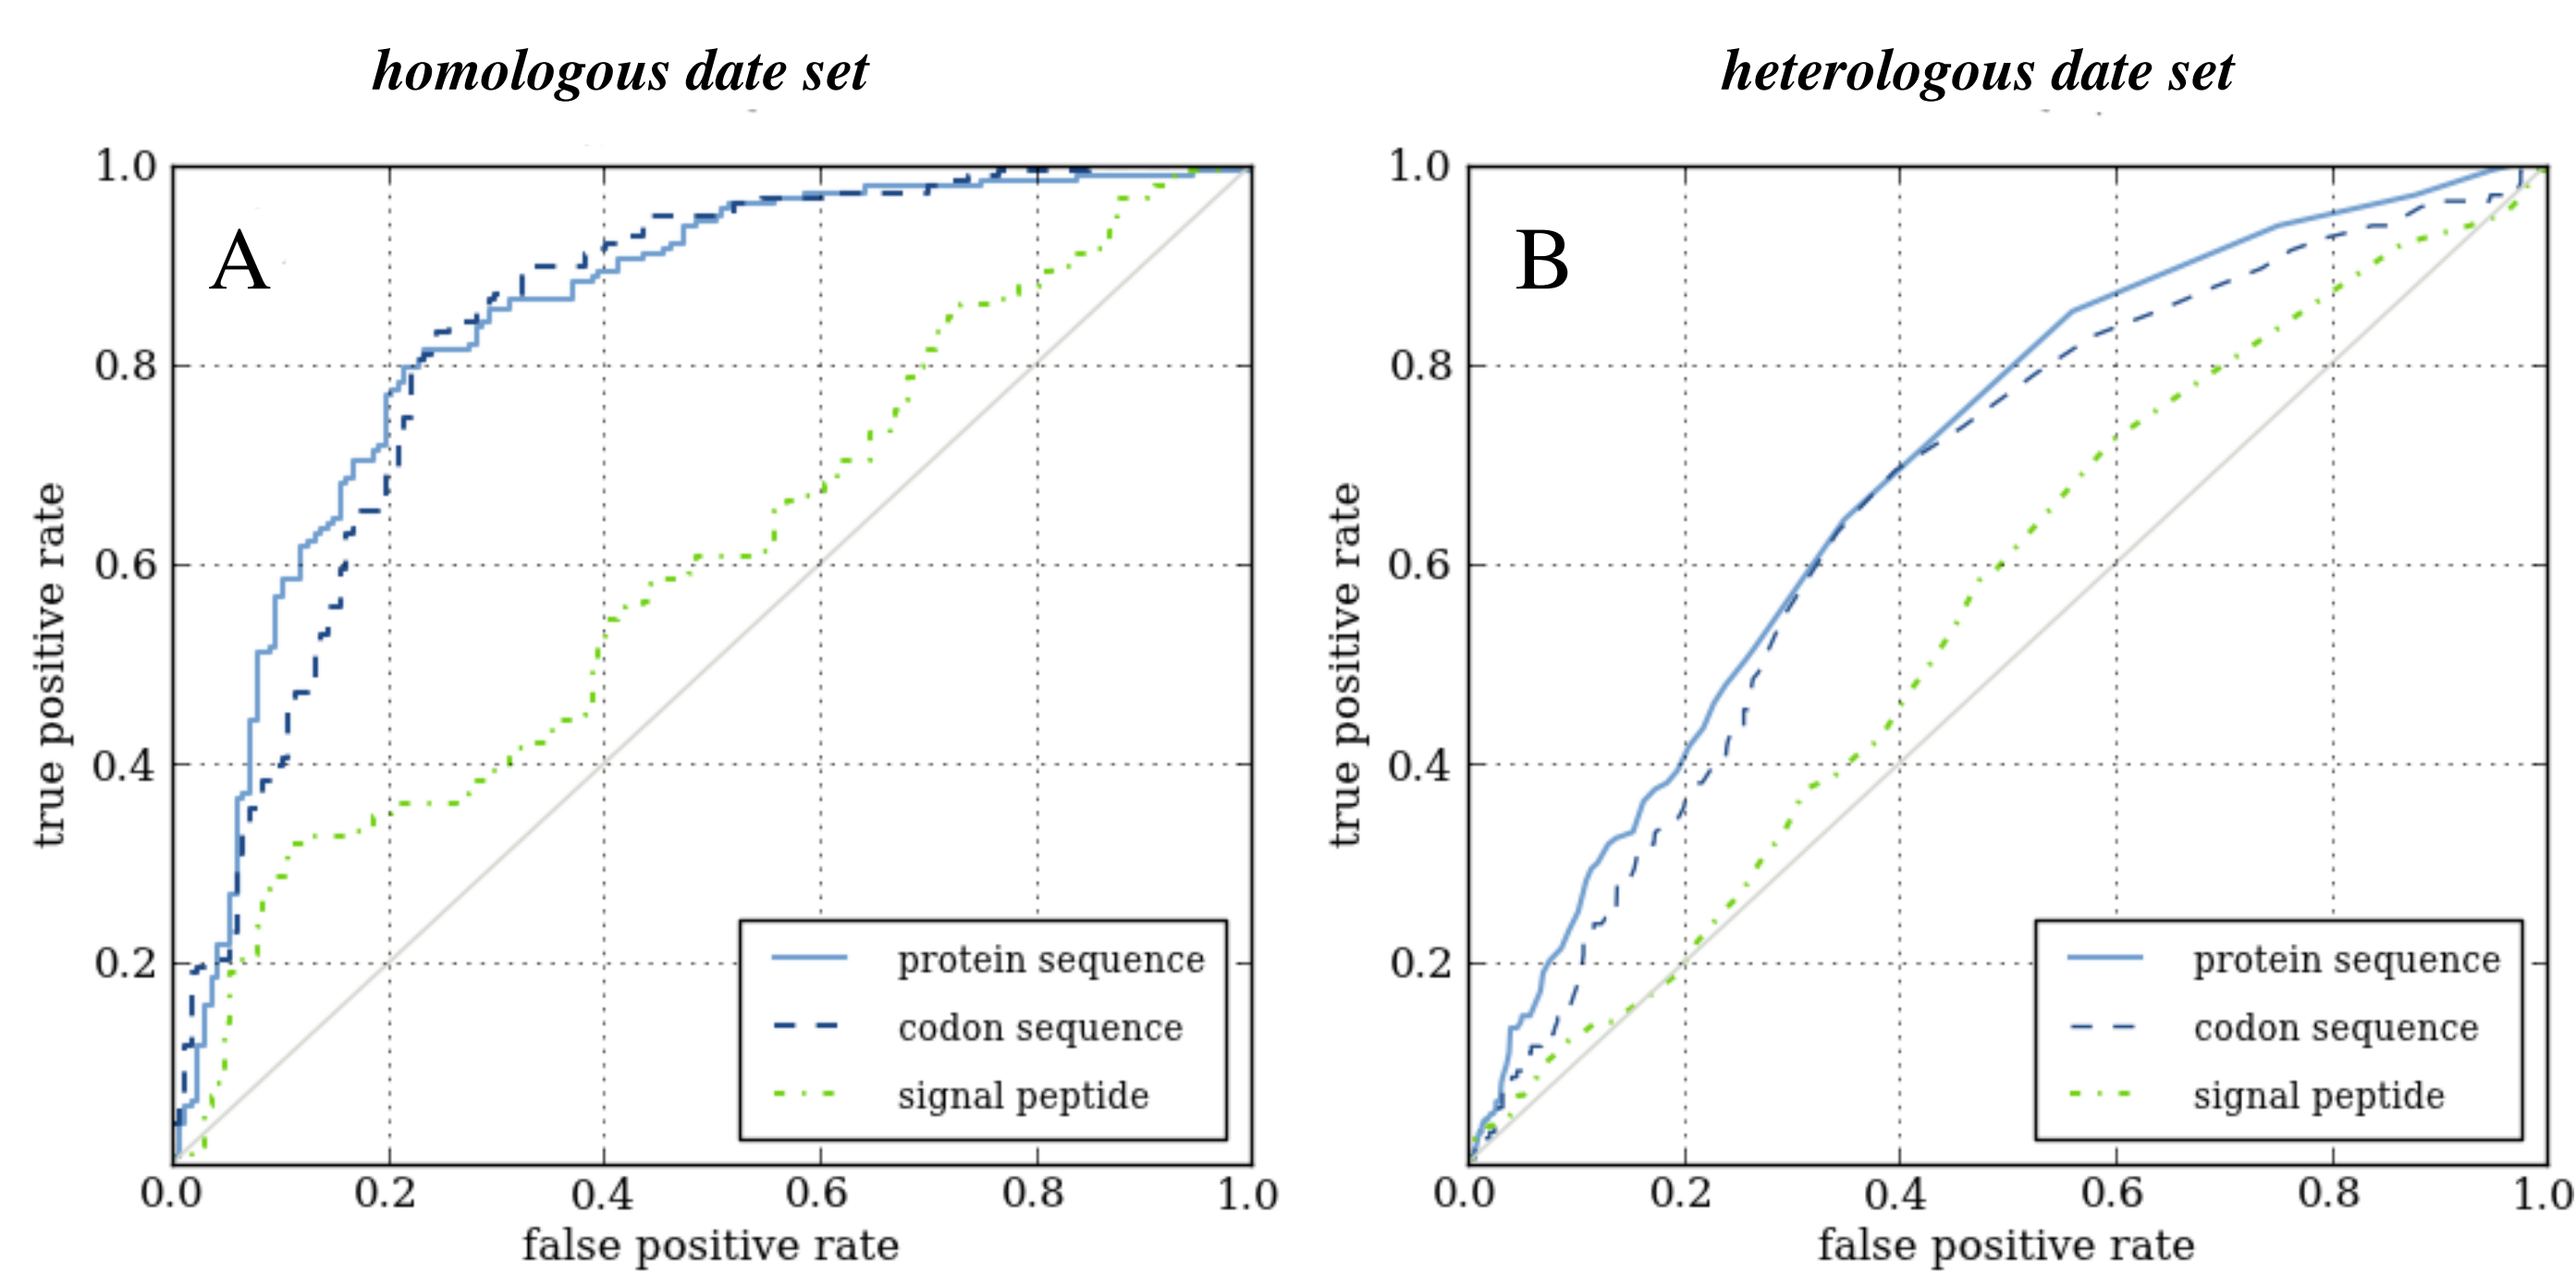 homologous date set
A
1.0
0.8
0.6
0.4
0.2
true positive rate
protein sequence
codon sequence
signal peptide
0.0 0.2 0.4 0.6 0.8 1.0
false positive rate
heterologous date set
B
1.0
0.8
0.6
0.4
0.2
true positive rate
protein sequence
codon sequence
signal peptide
0.0 0.2 0.4 0.6 0.8 1.0
false positive rate